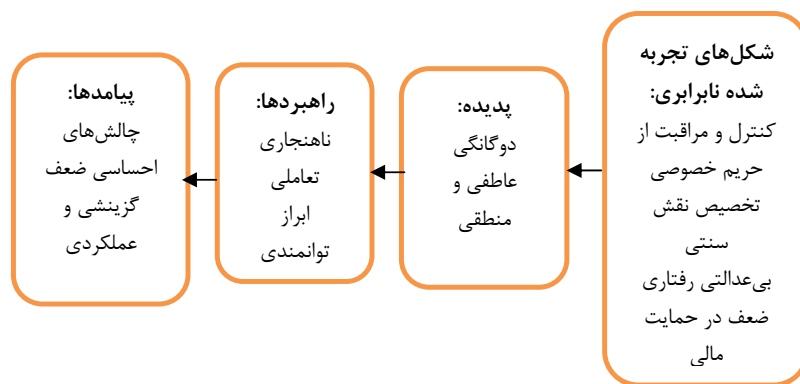 شکل‌های تجربه
شده نابرابری:
کنترل و مراقبت از
حریم خصوصی
تخصیص نقش
سنتی
بی‌عدالتی رفتاری
ضعف در حمایت
مالی
پدیده:
دوگانگی
عاطفی و
منطقی
راهبردها:
ناهنجاری
تعاملی
ابراز
توانمندی
پیامدها:
چالش‌های
احساسی ضعف
گزینشی و
عملکردی